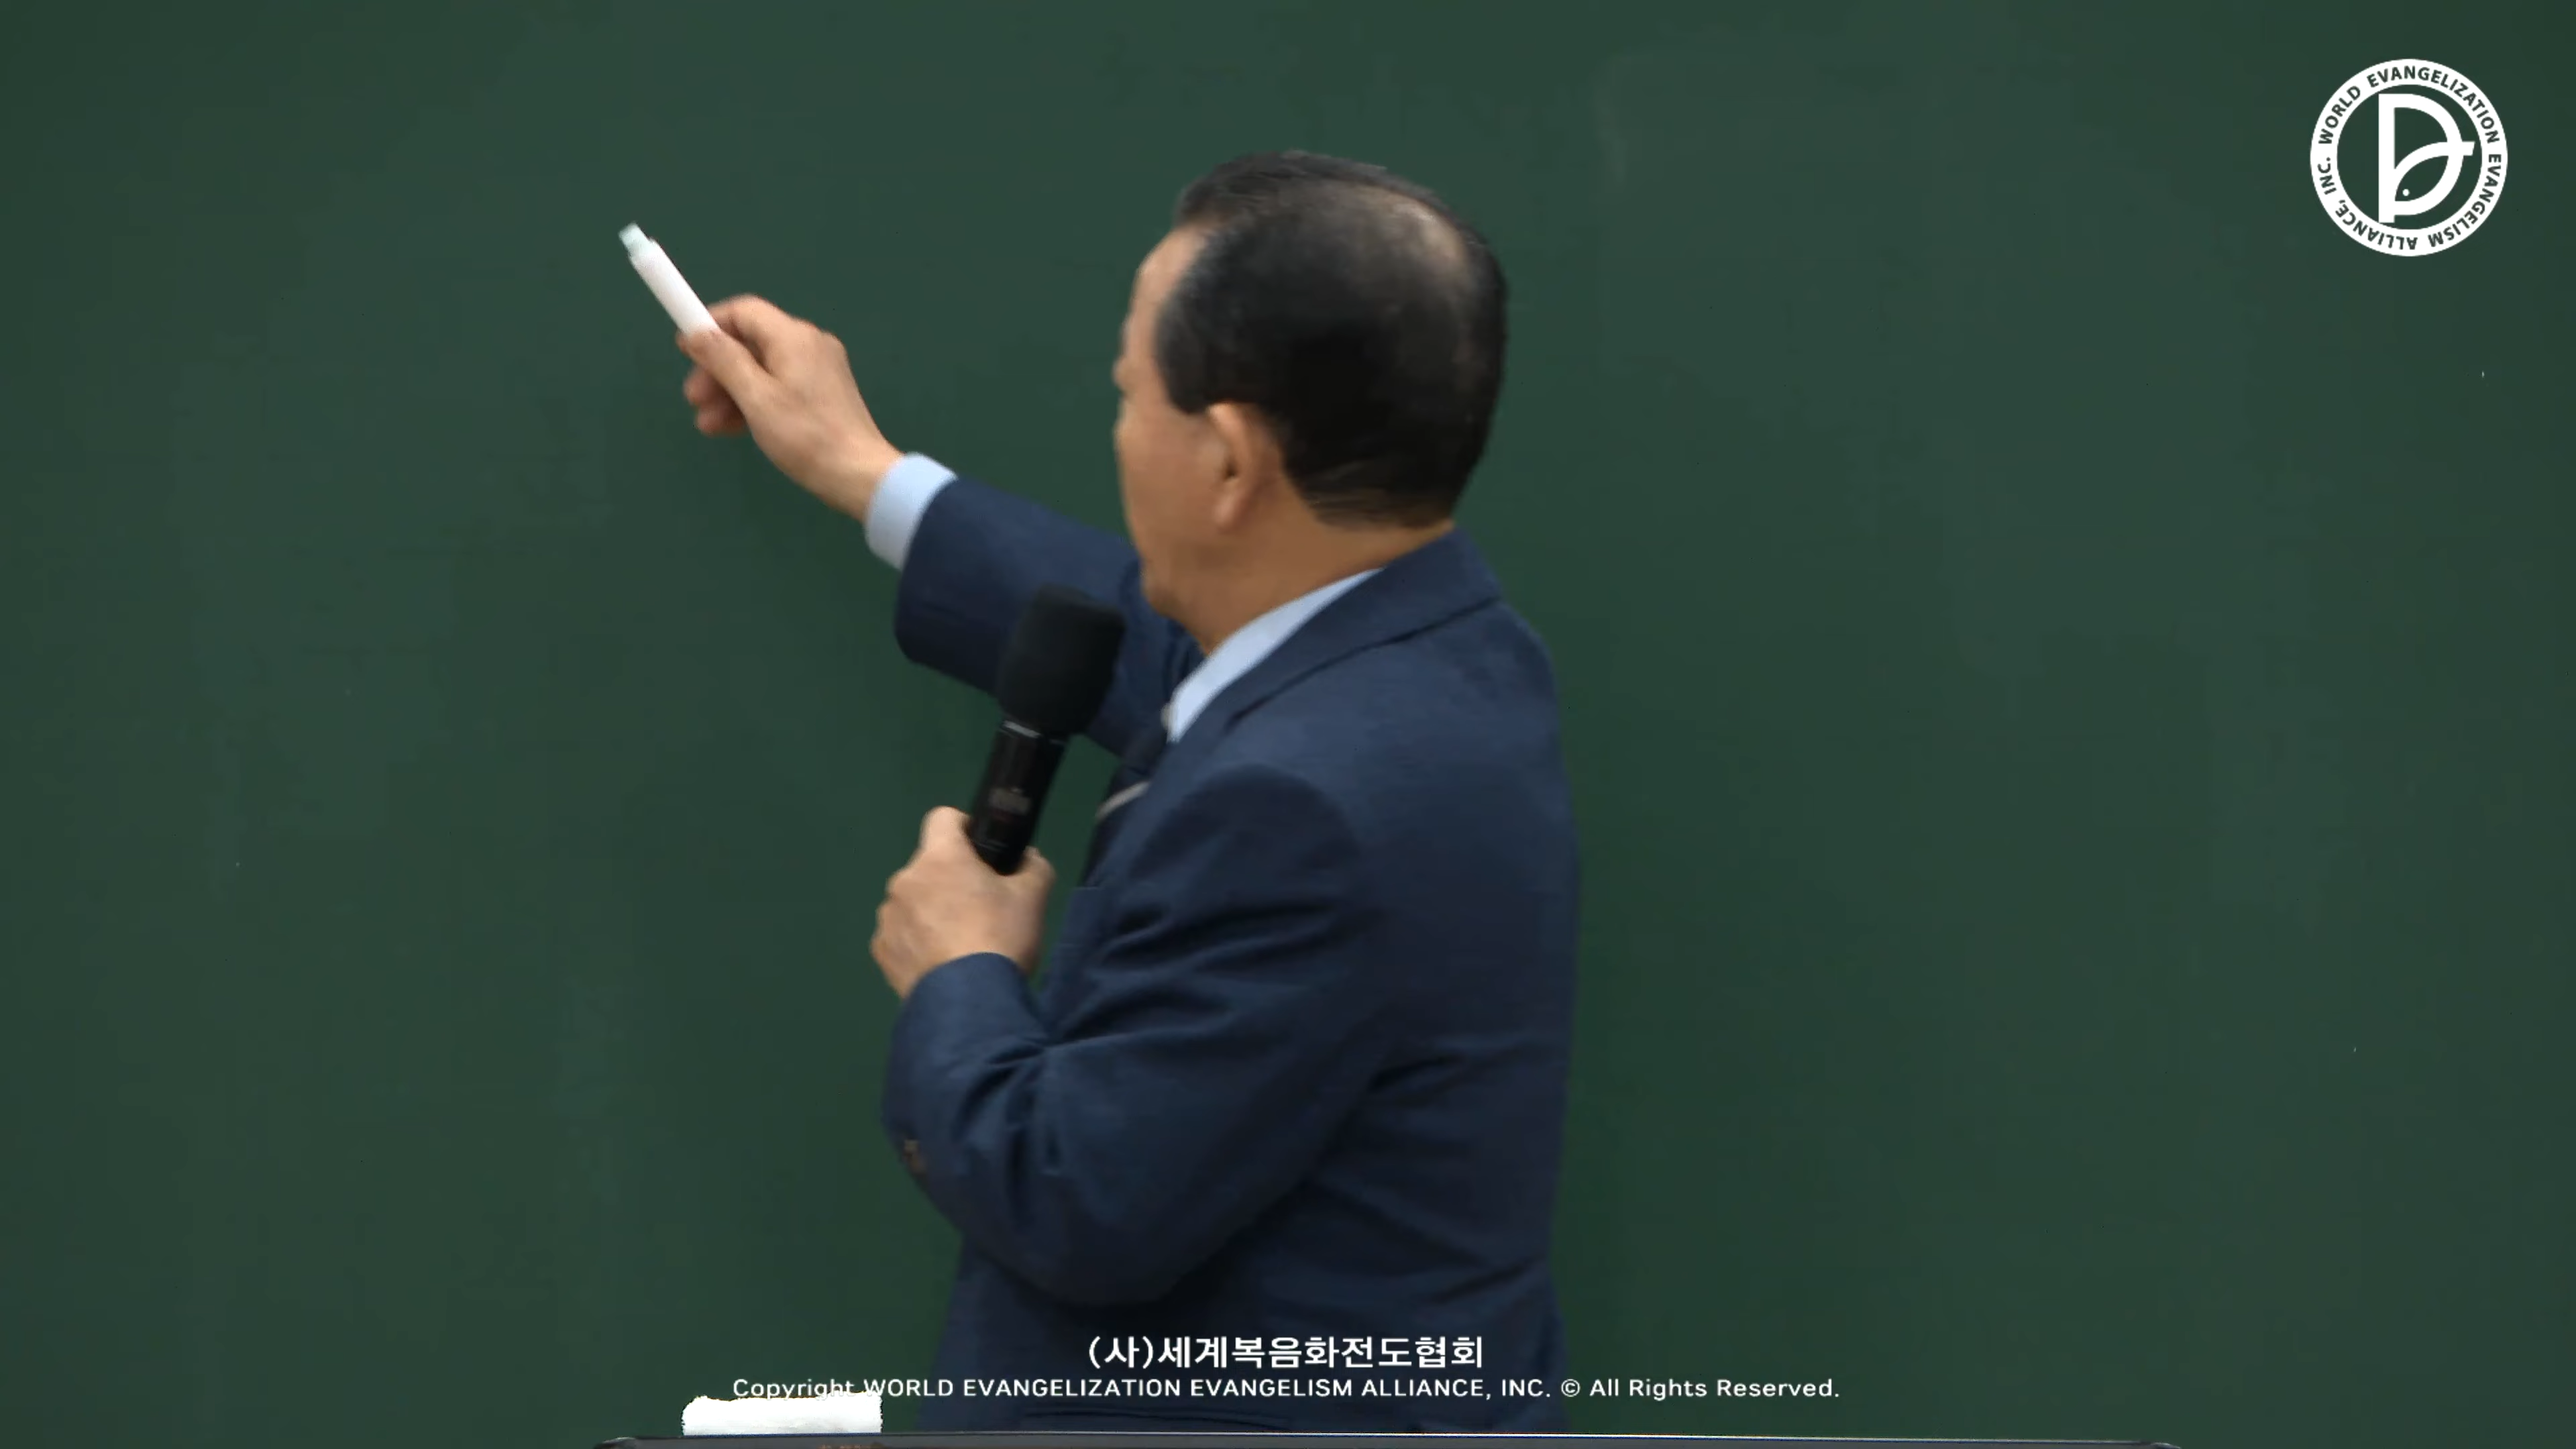 WORLD EVANGELIZATION EVANGELISM ALLIANCE, INC.
(사)세계복음화전도협회
Copyright WORLD EVANGELIZATION EVANGELISM ALLIANCE, INC. © All Rights Reserved.